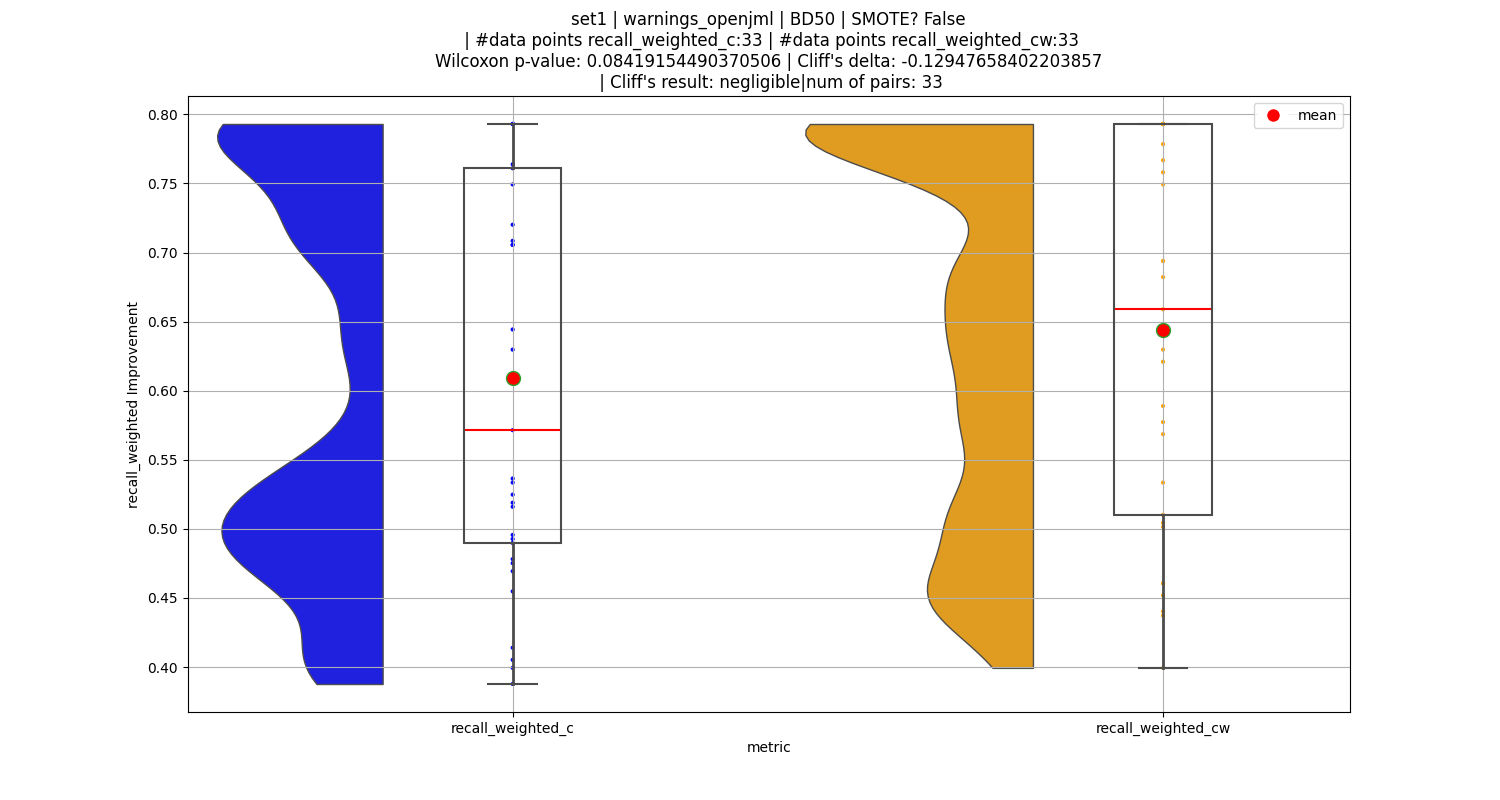 set1 | warnings_openjml | BD50 | SMOTE? False
| #data points recall_weighted_c:33 | #data points recall_weighted_cw:33
Wilcoxon p-value: 0.08419154490370506 | Cliff's delta: -0.12947658402203857
| Cliff's result: negligible|num of pairs: 33
mean
recall_weighted Improvement
0.80
0.75
0.70
0.65
0.60
0.55
0.50
0.45
0.40
recall_weighted_c
recall_weighted_cw
metric